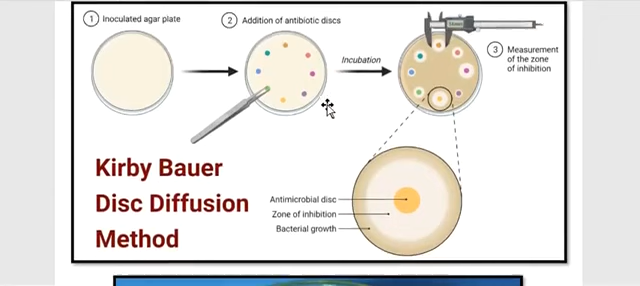 1 Inoculated agar plate
2 Addition of antibiotic discs
Incubation
3 Measurement
of the zone
of inhibition
Kirby Bauer
Disc Diffusion
Method
Antimicrobial disc
Zone of inhibition
Bacterial growth